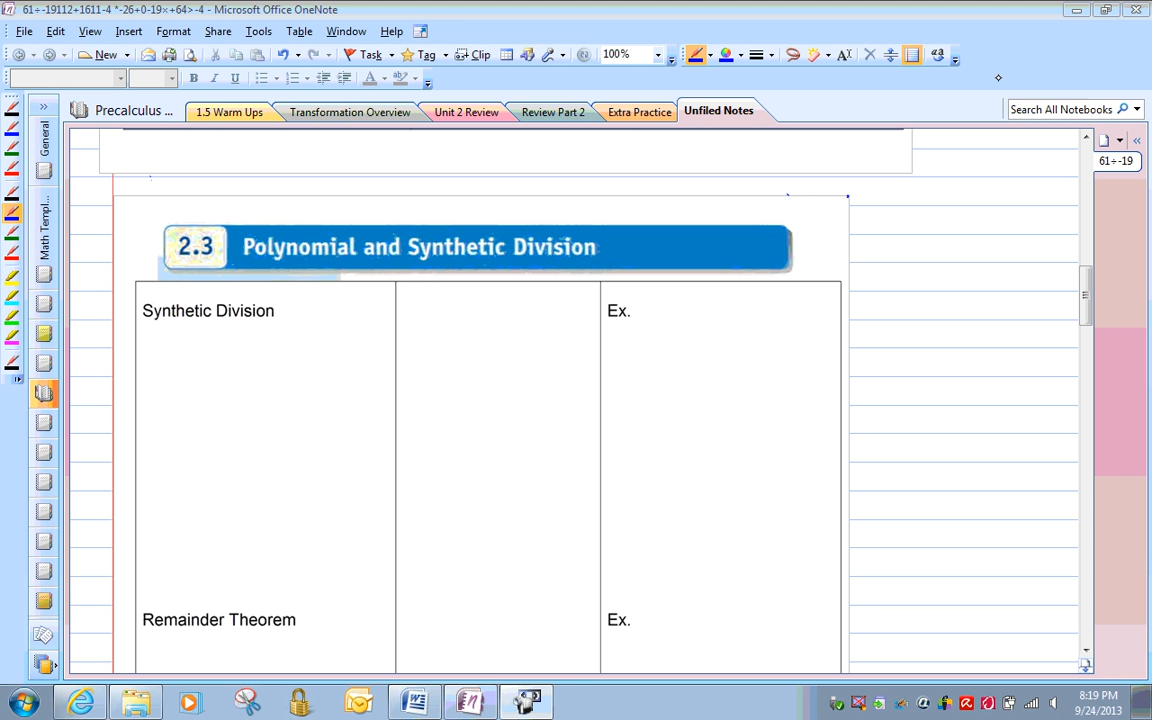 61÷-19112+1611-4 *-26+0-19×+64>-4 - Microsoft Office OneNote
File Edit View Insert Format Share Tools Table Window Help
New Task Tag Clip 100%
B I U A
Precalculus ... 1.5 Warm Ups Transformation Overview Unit 2 Review Review Part 2 Extra Practice Unfiled Notes Search All Notebooks
General
Math Templ...
61÷-19
2.3 Polynomial and Synthetic Division
Synthetic Division Ex.
Remainder Theorem Ex.
8:19 PM
9/24/2013